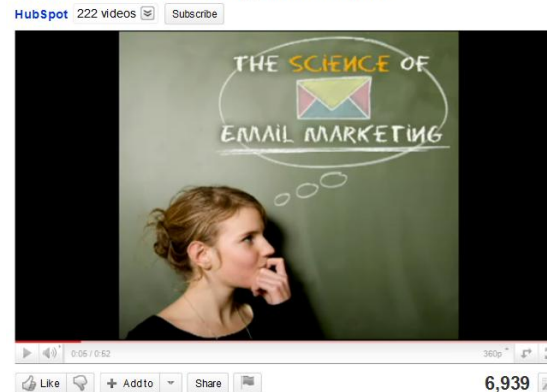 HubSpot 222 videos Subscribe
THE SCIENCE OF
EMAIL MARKETING
0:05 / 0:52 360p
Like Add to Share 6,939